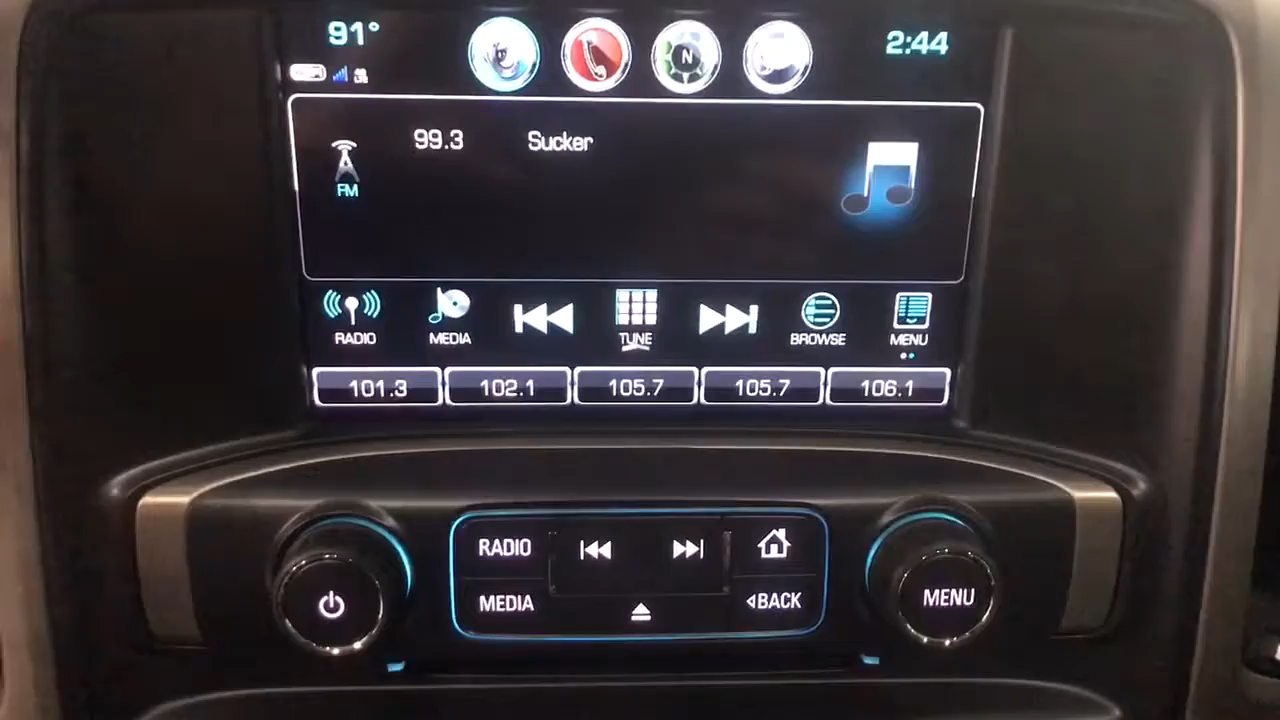 91°
N
2:44
99.3
Sucker
FM
RADIO
MEDIA
TUNE
BROWSE
MENU
101.3
102.1
105.7
105.7
106.1
RADIO
MEDIA
BACK
MENU